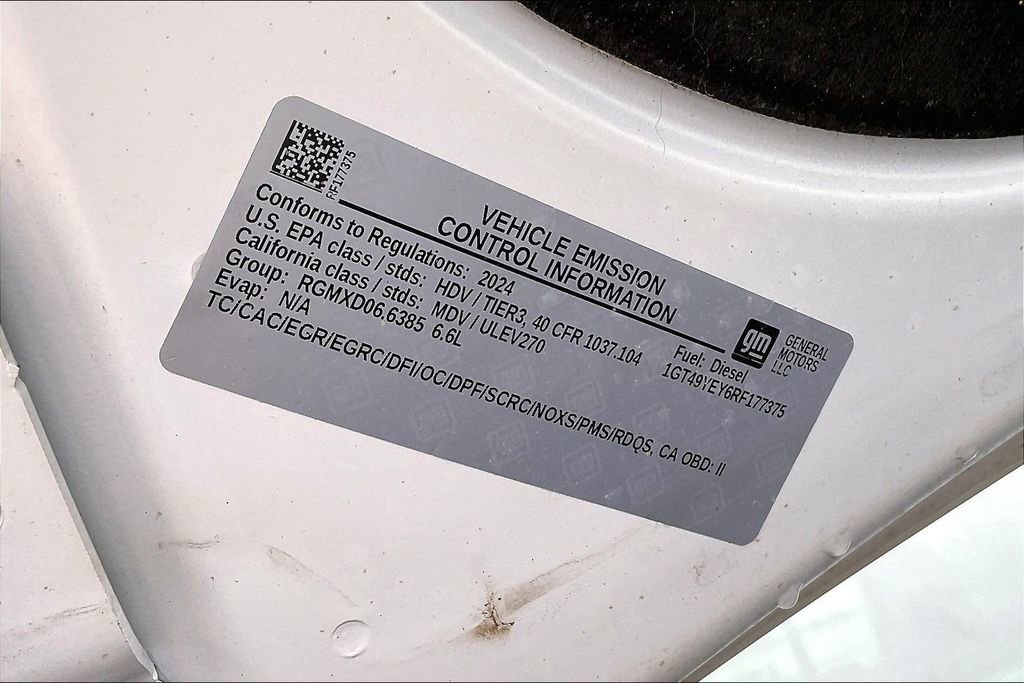 RF177375
VEHICLE EMISSION
CONTROL INFORMATION
gm
GENERAL
MOTORS
LLC
Conforms to Regulations: 2024
U.S. EPA class / stds: HDV / TIER3, 40 CFR 1037.104
California class / stds: MDV / ULEV270
Group: RGMXD06.6385 6.6L
Evap: N/A
Fuel: Diesel
1GT49YEY6RF177375
TC/CAC/EGR/EGRC/DFI/OC/DPF/SCRC/NOXS/PMS/RDQS, CA OBD: II